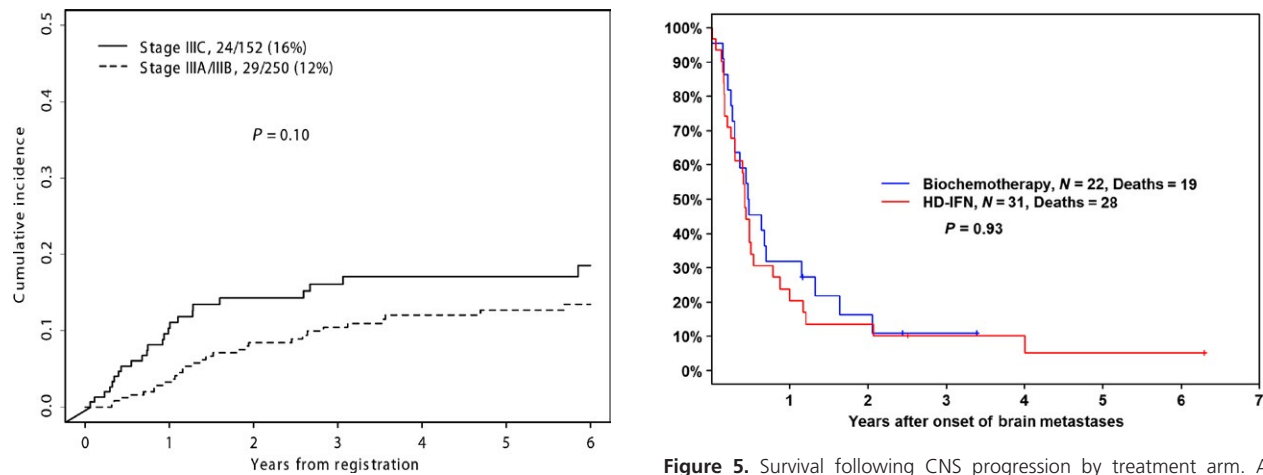 0.5
0.4
0.3
0.2
0.1
0.0
Cumulative incidence
Stage IIIC, 24/152 (16%)
Stage IIIA/IIIB, 29/250 (12%)
P = 0.10
0 1 2 3 4 5 6
Years from registration
100%
90%
80%
70%
60%
50%
40%
30%
20%
10%
0%
Biochemotherapy, N = 22, Deaths = 19
HD-IFN, N = 31, Deaths = 28
P = 0.93
1 2 3 4 5 6 7
Years after onset of brain metastases
Figure 5. Survival following CNS progression by treatment arm. A